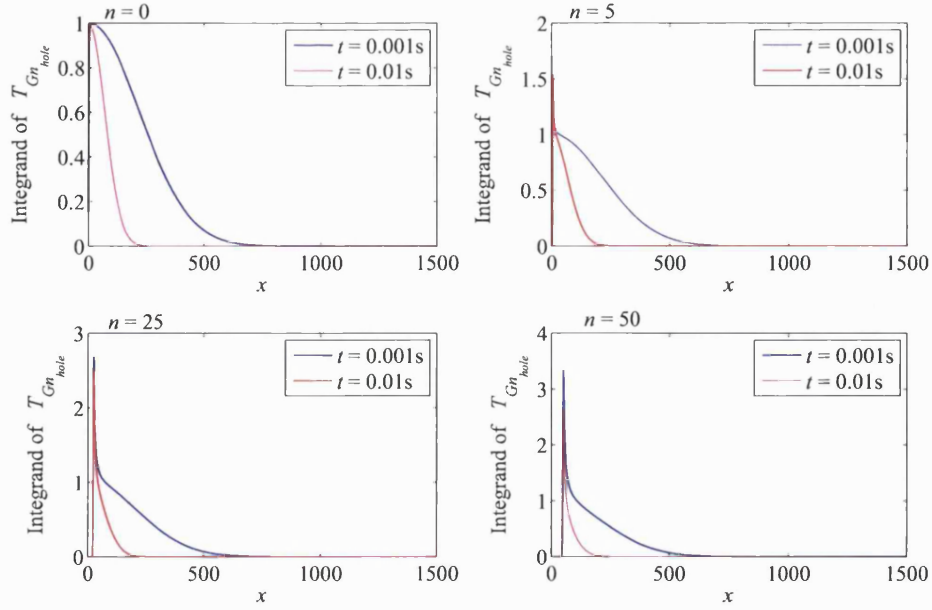 n = 0
Integrand of T_{Gn_{hole}}
1
0.8
0.6
0.4
0.2
0
t = 0.001s
t = 0.01s
0 500 1000 1500
x
n = 5
Integrand of T_{Gn_{hole}}
2
1.5
1
0.5
0
t = 0.001s
t = 0.01s
0 500 1000 1500
x
n = 25
Integrand of T_{Gn_{hole}}
3
2
1
0
t = 0.001s
t = 0.01s
0 500 1000 1500
x
n = 50
Integrand of T_{Gn_{hole}}
4
3
2
1
0
t = 0.001s
t = 0.01s
0 500 1000 1500
x